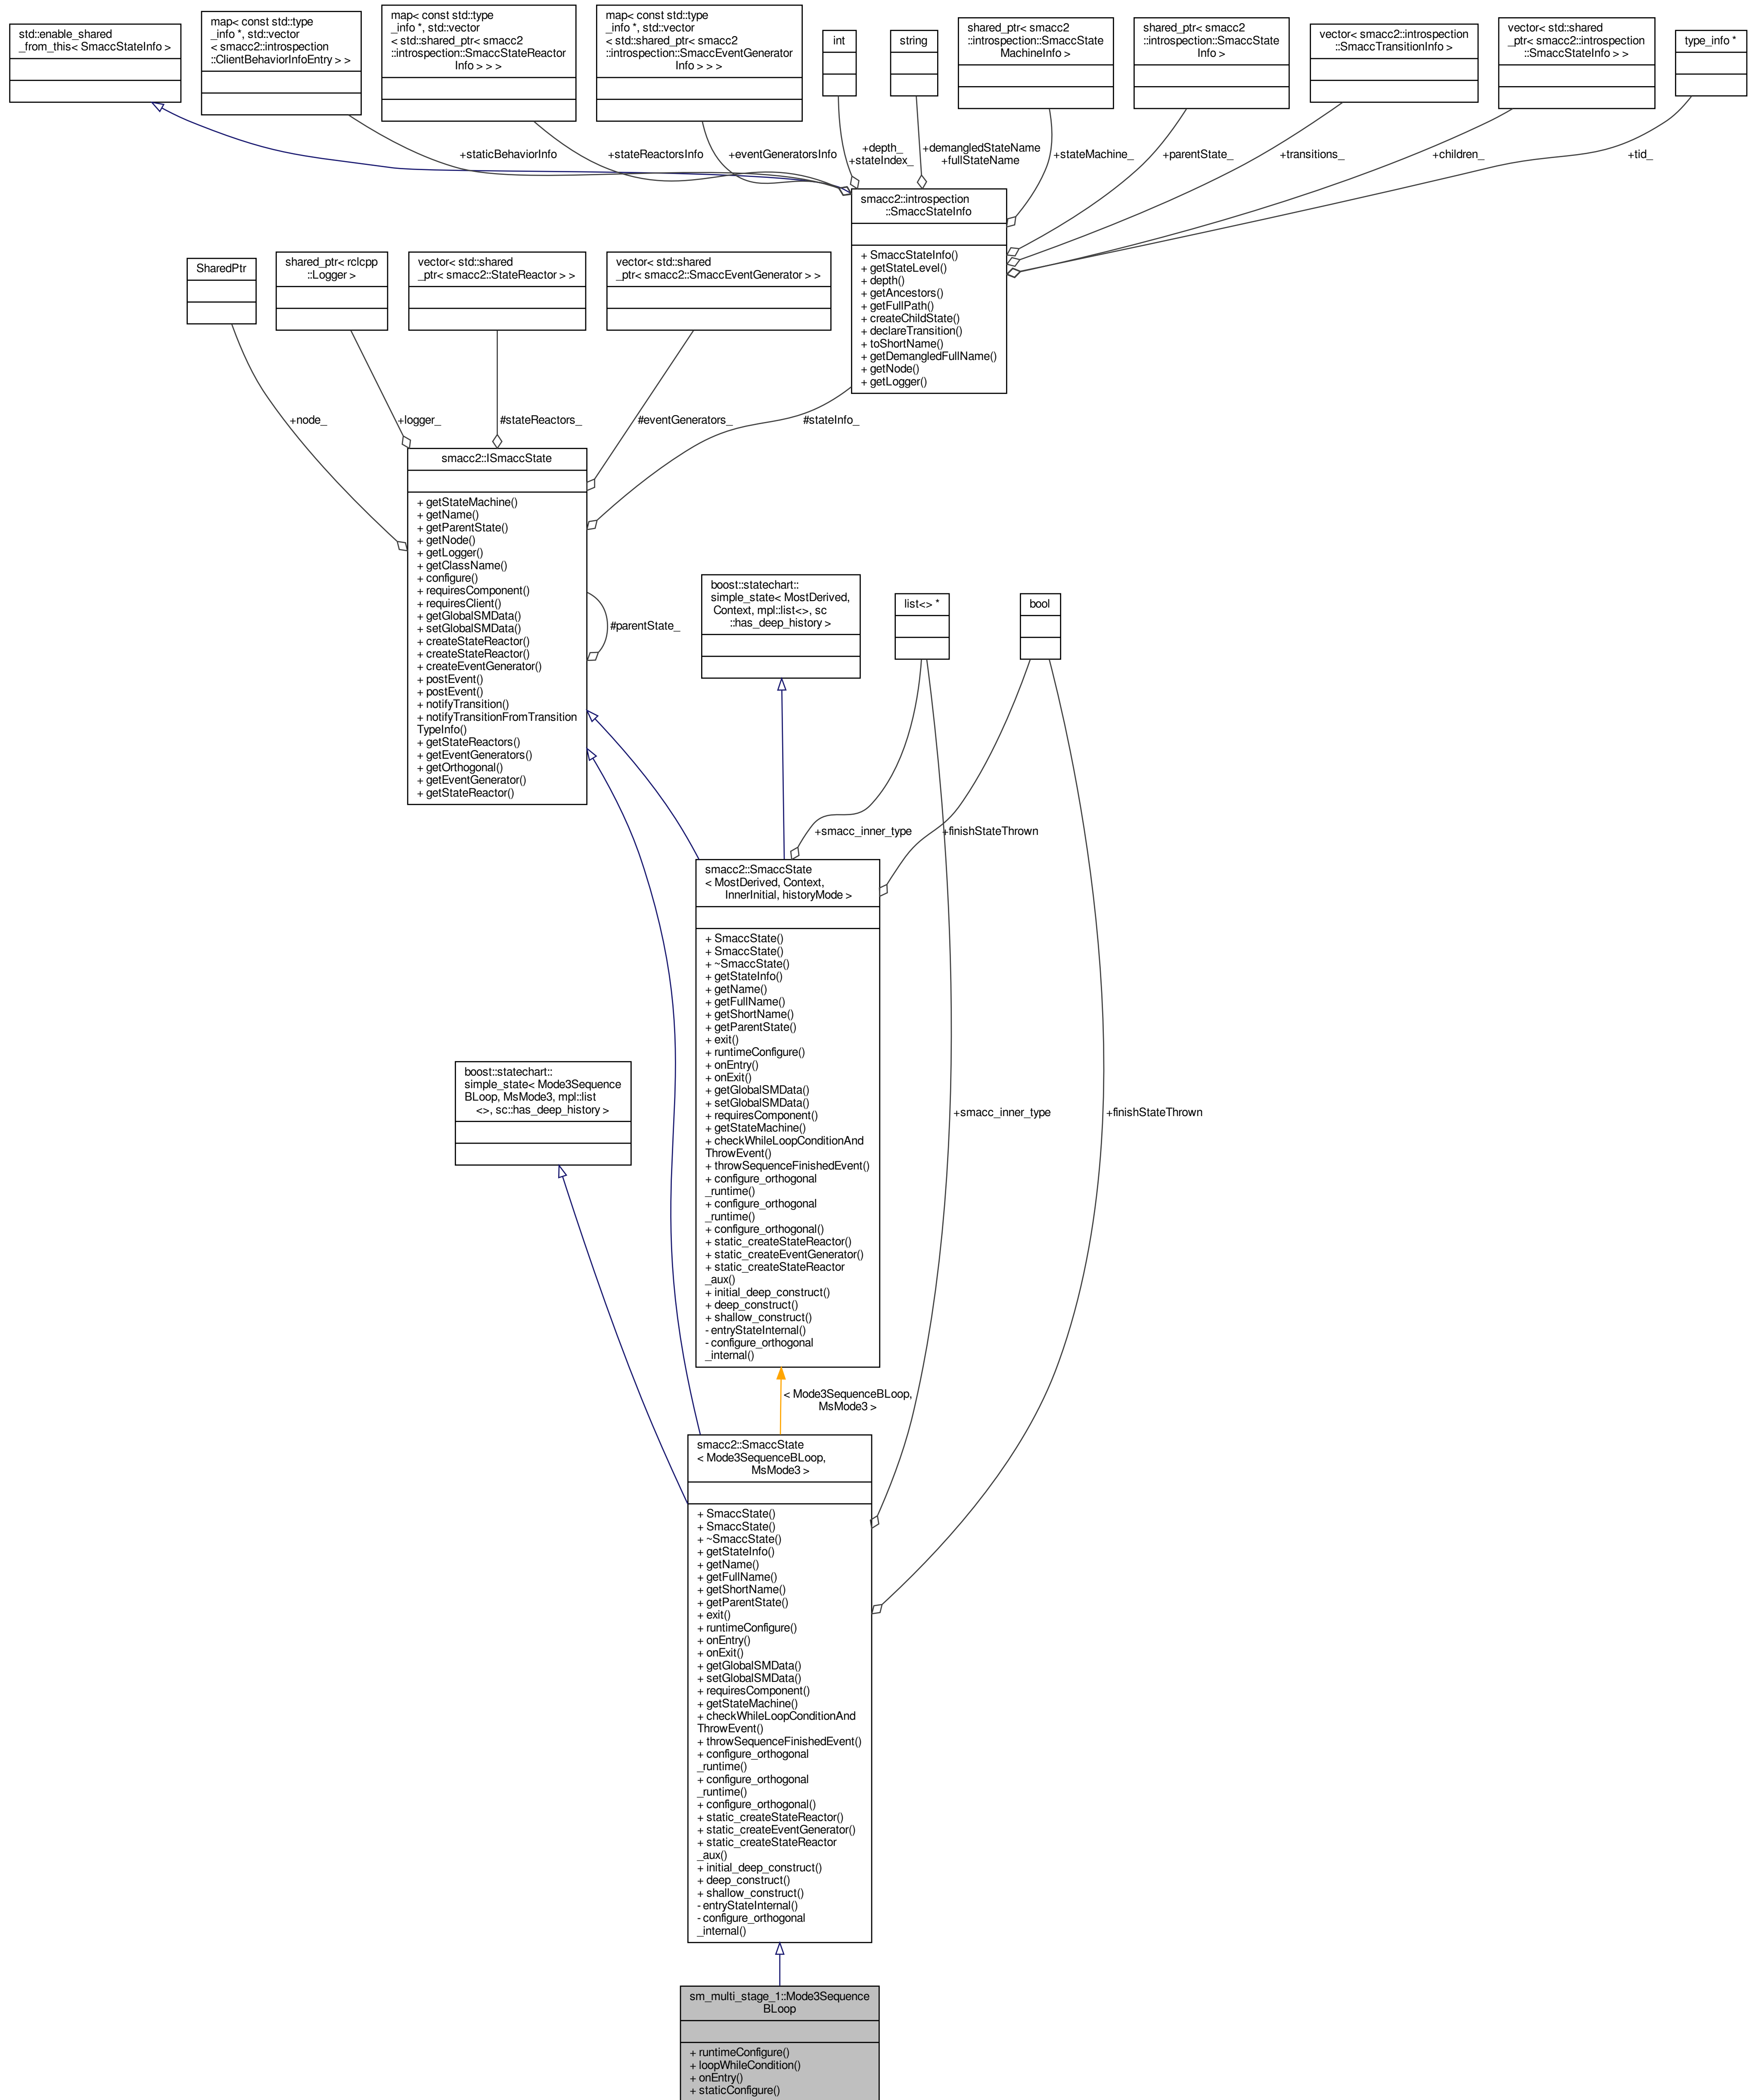 std::enable_shared
_from_this< SmaccStateInfo >
map< const std::type
_info *, std::vector
< smacc2::introspection
::ClientBehaviorInfoEntry > >
map< const std::type
_info *, std::vector
< std::shared_ptr< smacc2
::introspection::SmaccStateReactor
Info > > >
map< const std::type
_info *, std::vector
< std::shared_ptr< smacc2
::introspection::SmaccEventGenerator
Info > > >
int
string
shared_ptr< smacc2
::introspection::SmaccState
MachineInfo >
shared_ptr< smacc2
::introspection::SmaccState
Info >
vector< smacc2::introspection
::SmaccTransitionInfo >
vector< std::shared
_ptr< smacc2::introspection
::SmaccStateInfo > >
type_info *
+staticBehaviorInfo
+stateReactorsInfo
+eventGeneratorsInfo
+depth_
+stateIndex_
+demangledStateName
+fullStateName
+stateMachine_
+parentState_
+transitions_
+children_
+tid_
smacc2::introspection
::SmaccStateInfo
+ SmaccStateInfo()
+ getStateLevel()
+ depth()
+ getAncestors()
+ getFullPath()
+ createChildState()
+ declareTransition()
+ toShortName()
+ getDemangledFullName()
+ getNode()
+ getLogger()
SharedPtr
shared_ptr< rclcpp
::Logger >
vector< std::shared
_ptr< smacc2::StateReactor > >
vector< std::shared
_ptr< smacc2::SmaccEventGenerator > >
+node_
+logger_
#stateReactors_
#eventGenerators_
#stateInfo_
smacc2::ISmaccState
+ getStateMachine()
+ getName()
+ getParentState()
+ getNode()
+ getLogger()
+ getClassName()
+ configure()
+ requiresComponent()
+ requiresClient()
+ getGlobalSMData()
+ setGlobalSMData()
+ createStateReactor()
+ createStateReactor()
+ createEventGenerator()
+ postEvent()
+ postEvent()
+ notifyTransition()
+ notifyTransitionFromTransition
TypeInfo()
+ getStateReactors()
+ getEventGenerators()
+ getOrthogonal()
+ getEventGenerator()
+ getStateReactor()
#parentState_
boost::statechart::
simple_state< MostDerived,
Context, mpl::list<>, sc
::has_deep_history >
list<> *
bool
+smacc_inner_type
+finishStateThrown
smacc2::SmaccState
< MostDerived, Context,
InnerInitial, historyMode >
+ SmaccState()
+ SmaccState()
+ ~SmaccState()
+ getStateInfo()
+ getName()
+ getFullName()
+ getShortName()
+ getParentState()
+ exit()
+ runtimeConfigure()
+ onEntry()
+ onExit()
+ getGlobalSMData()
+ setGlobalSMData()
+ requiresComponent()
+ getStateMachine()
+ checkWhileLoopConditionAnd
ThrowEvent()
+ throwSequenceFinishedEvent()
+ configure_orthogonal
_runtime()
+ configure_orthogonal
_runtime()
+ configure_orthogonal()
+ static_createStateReactor()
+ static_createEventGenerator()
+ static_createStateReactor
_aux()
+ initial_deep_construct()
+ deep_construct()
+ shallow_construct()
- entryStateInternal()
- configure_orthogonal
_internal()
boost::statechart::
simple_state< Mode3Sequence
BLoop, MsMode3, mpl::list
<>, sc::has_deep_history >
+smacc_inner_type
+finishStateThrown
< Mode3SequenceBLoop,
MsMode3 >
smacc2::SmaccState
< Mode3SequenceBLoop,
MsMode3 >
+ SmaccState()
+ SmaccState()
+ ~SmaccState()
+ getStateInfo()
+ getName()
+ getFullName()
+ getShortName()
+ getParentState()
+ exit()
+ runtimeConfigure()
+ onEntry()
+ onExit()
+ getGlobalSMData()
+ setGlobalSMData()
+ requiresComponent()
+ getStateMachine()
+ checkWhileLoopConditionAnd
ThrowEvent()
+ throwSequenceFinishedEvent()
+ configure_orthogonal
_runtime()
+ configure_orthogonal
_runtime()
+ configure_orthogonal()
+ static_createStateReactor()
+ static_createEventGenerator()
+ static_createStateReactor
_aux()
+ initial_deep_construct()
+ deep_construct()
+ shallow_construct()
- entryStateInternal()
- configure_orthogonal
_internal()
sm_multi_stage_1::Mode3Sequence
BLoop
+ runtimeConfigure()
+ loopWhileCondition()
+ onEntry()
+ staticConfigure()